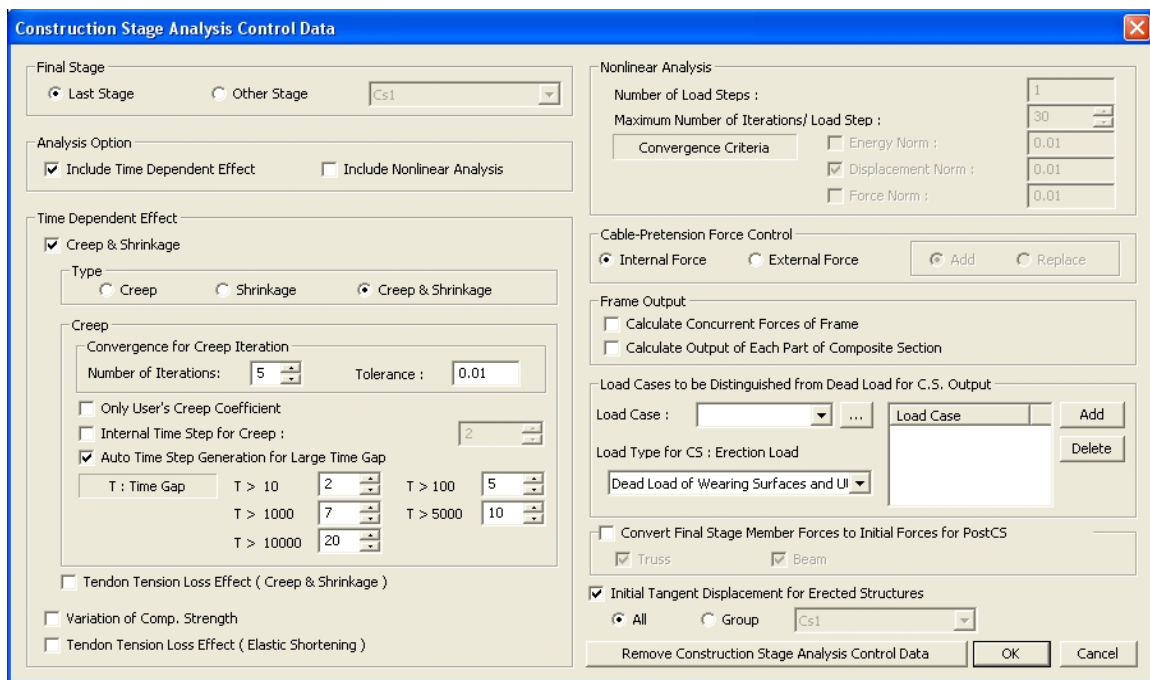 Construction Stage Analysis Control Data
Final Stage
Last Stage Other Stage Cs1
Analysis Option
Include Time Dependent Effect Include Nonlinear Analysis
Time Dependent Effect
Creep & Shrinkage
Type
Creep Shrinkage Creep & Shrinkage
Creep
Convergence for Creep Iteration
Number of Iterations: 5 Tolerance : 0.01
Only User's Creep Coefficient
Internal Time Step for Creep : 2
Auto Time Step Generation for Large Time Gap
T : Time Gap T > 10 2 T > 100 5
T > 1000 7 T > 5000 10
T > 10000 20
Tendon Tension Loss Effect ( Creep & Shrinkage )
Variation of Comp. Strength
Tendon Tension Loss Effect ( Elastic Shortening )
Nonlinear Analysis
Number of Load Steps : 1
Maximum Number of Iterations/ Load Step : 30
Convergence Criteria Energy Norm : 0.01
Displacement Norm : 0.01
Force Norm : 0.01
Cable-Pretension Force Control
Internal Force External Force Add Replace
Frame Output
Calculate Concurrent Forces of Frame
Calculate Output of Each Part of Composite Section
Load Cases to be Distinguished from Dead Load for C.S. Output
Load Case : ... Load Case Add
Load Type for CS : Erection Load Delete
Dead Load of Wearing Surfaces and
Convert Final Stage Member Forces to Initial Forces for PostCS
Truss Beam
Initial Tangent Displacement for Erected Structures
All Group Cs1
Remove Construction Stage Analysis Control Data OK Cancel